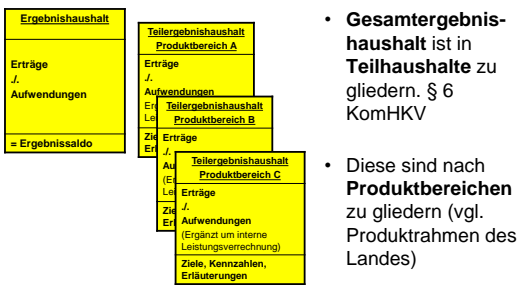 Ergebnishaushalt
Erträge
./.
Aufwendungen
= Ergebnissaldo
Teilergebnishaushalt
Produktbereich A
Erträge
./.
Aufwendungen
Teilergebnishaushalt
Produktbereich B
Erträge
./.
Teilergebnishaushalt
Produktbereich C
Erträge
./.
Aufwendungen
(Ergänzt um interne
Leistungsverrechnung)
Ziele, Kennzahlen,
Erläuterungen
• Gesamtergebnis-
haushalt ist in
Teilhaushalte zu
gliedern. § 6
KomHKV
• Diese sind nach
Produktbereichen
zu gliedern (vgl.
Produktrahmen des
Landes)